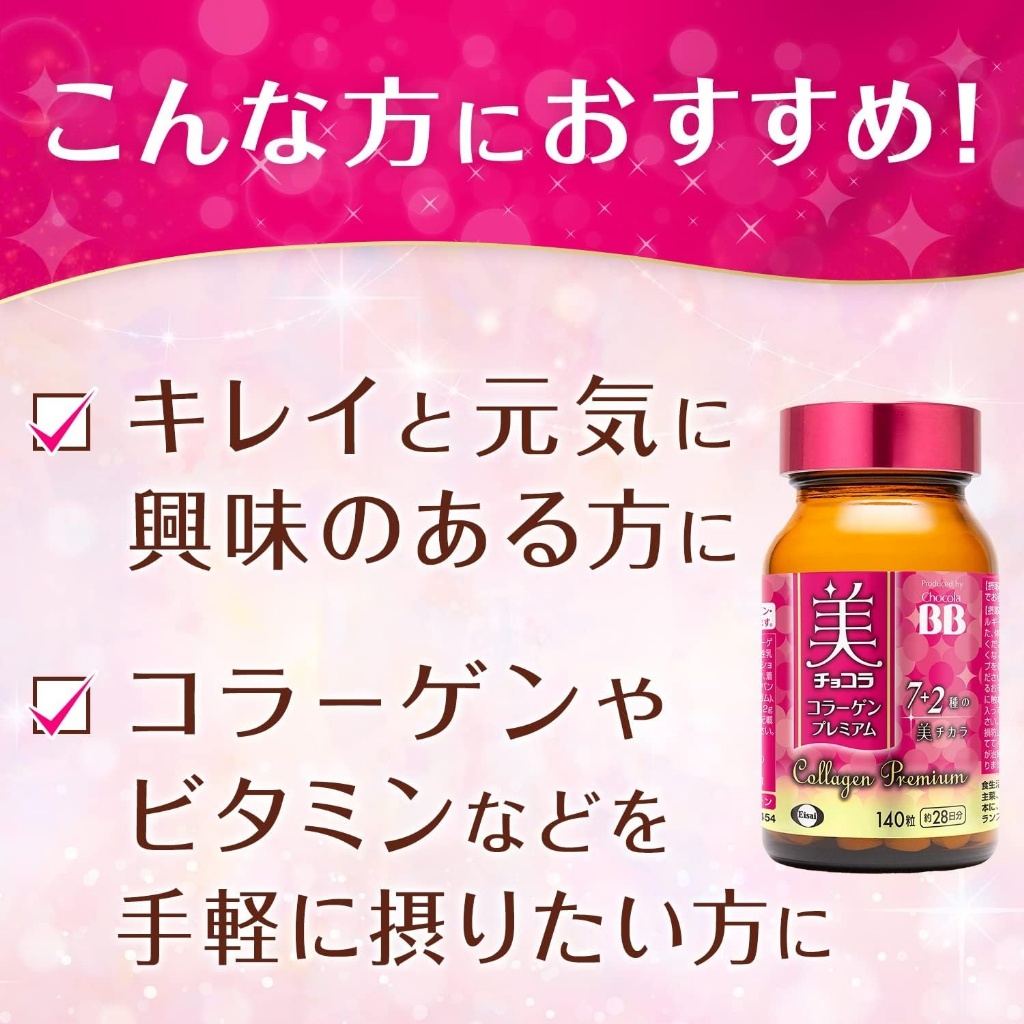 こんな方におすすめ!
キレイと元気に
興味のある方に
コラーゲンや
ビタミンなどを
手軽に摂りたい方に
Produced by
Chocola
BB
美
チョコラ
コラーゲン
プレミアム
7+2種の
美チカラ
Collagen Premium
Eisai
140粒
約28日分